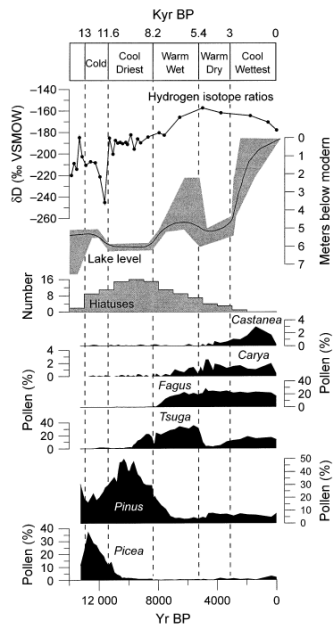 Kyr BP
13 11.6 8.2 5.4 3 0
Cold Cool Driest Warm Wet Warm Dry Cool Wettest
Hydrogen isotope ratios
δD (‰ VSMOW)
−140
−160
−180
−200
−220
−240
−260
0
1
2
3
4
5
6
7
Meters below modern
Lake level
Number
16
8
0
Hiatuses
Castanea
4
2
0
Pollen (%)
Carya
4
2
0
Pollen (%)
Fagus
40
20
0
Pollen (%)
Tsuga
40
20
0
Pinus
50
40
30
20
10
0
Pollen (%)
Picea
40
20
0
Pollen (%)
12 000 8000 4000 0
Yr BP